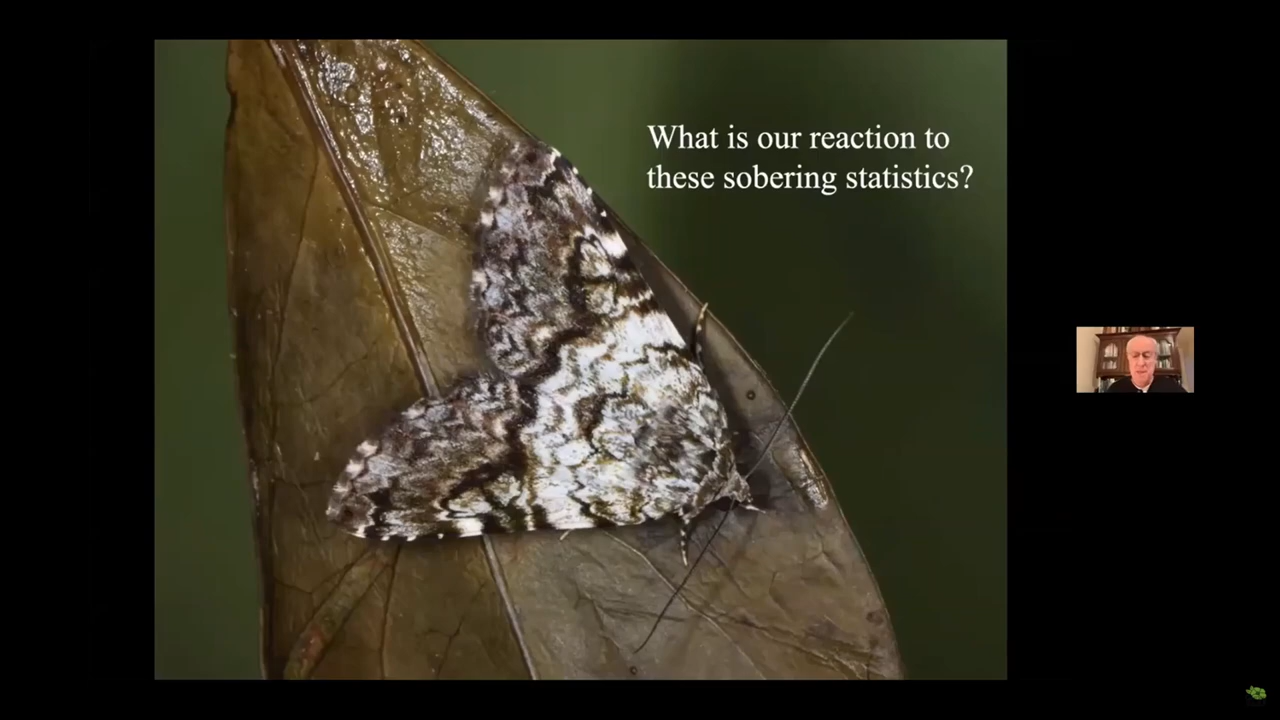 What is our reaction to
these sobering statistics?